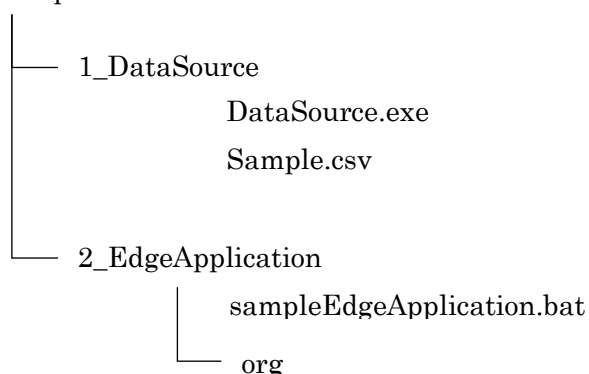 1_DataSource
DataSource.exe
Sample.csv
2_EdgeApplication
sampleEdgeApplication.bat
org